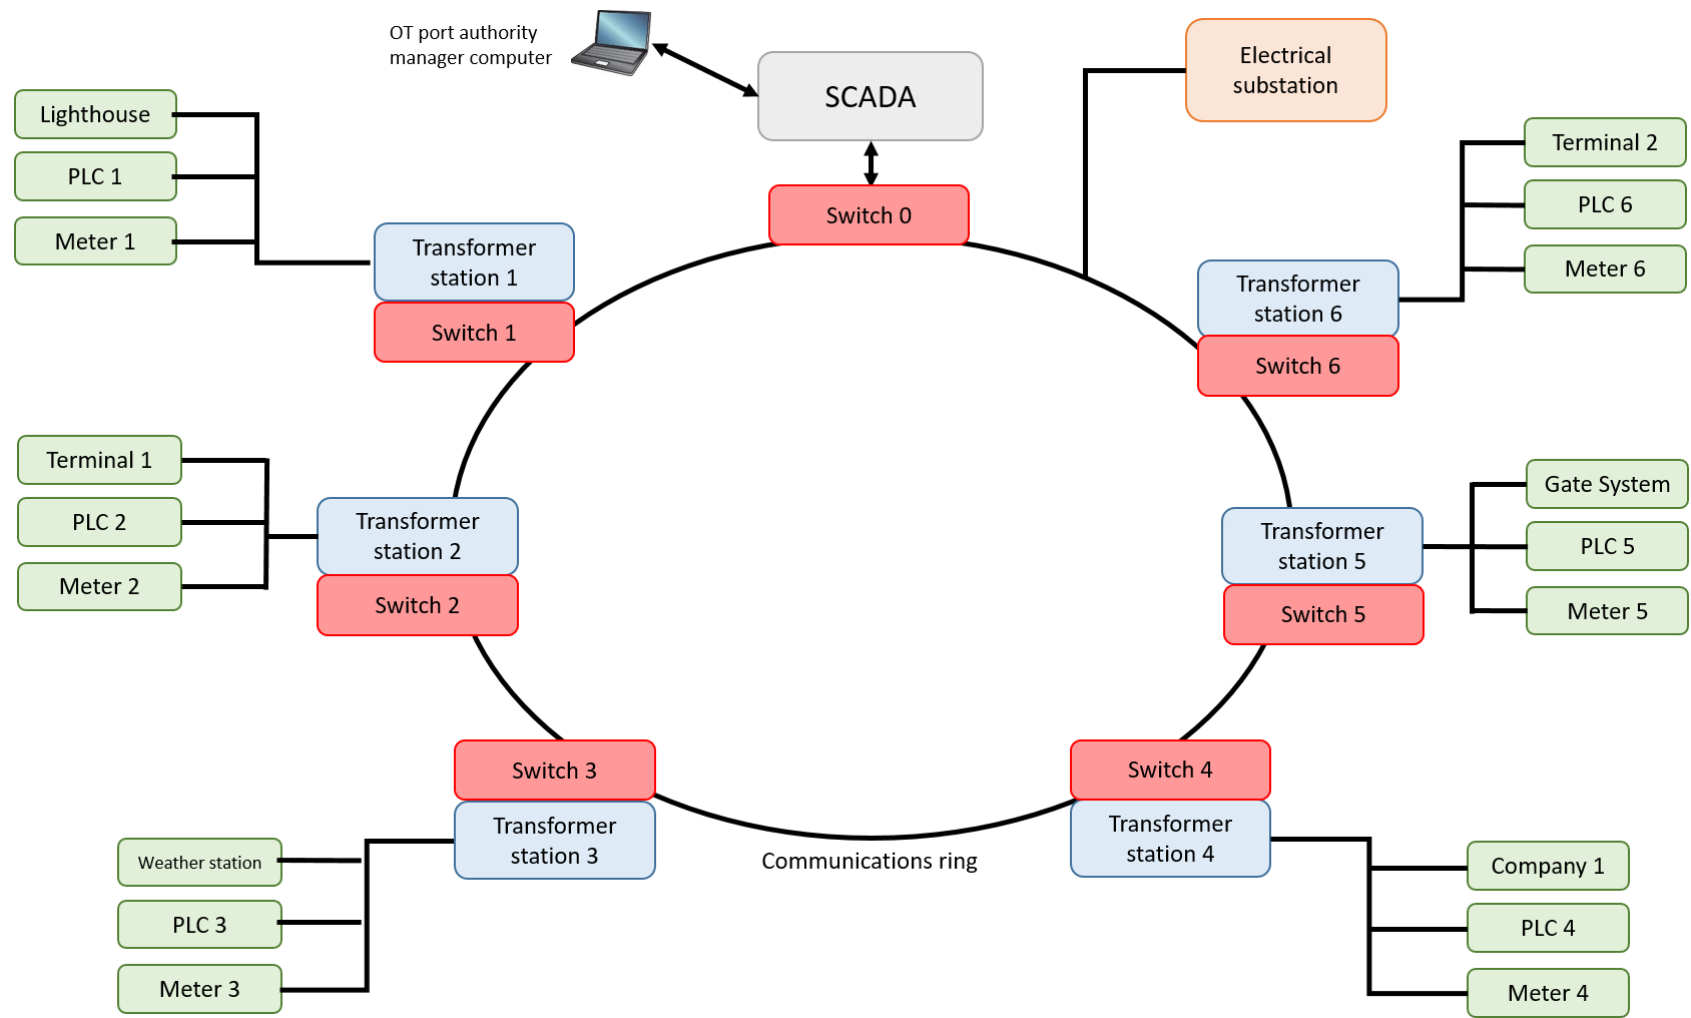 OT port authority
manager computer
SCADA
Electrical
substation
Lighthouse
PLC 1
Meter 1
Transformer
station 1
Switch 1
Switch 0
Transformer
station 6
Switch 6
Terminal 2
PLC 6
Meter 6
Terminal 1
PLC 2
Meter 2
Transformer
station 2
Switch 2
Transformer
station 5
Switch 5
Gate System
PLC 5
Meter 5
Switch 3
Transformer
station 3
Weather station
PLC 3
Meter 3
Communications ring
Switch 4
Transformer
station 4
Company 1
PLC 4
Meter 4